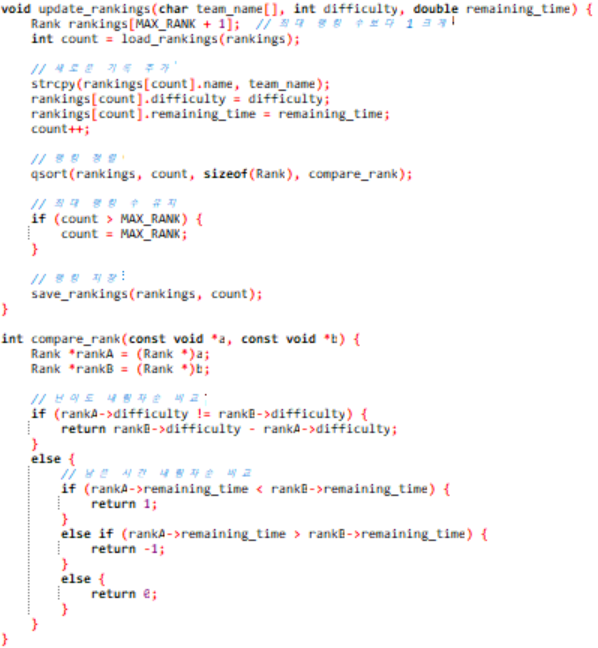 void update_rankings(char team_name[], int difficulty, double remaining_time) {
Rank rankings[MAX_RANK + 1]; // 최대 랭킹 수보다 1 크게
int count = load_rankings(rankings);
// 새로운 기록 추가
strcpy(rankings[count].name, team_name);
rankings[count].difficulty = difficulty;
rankings[count].remaining_time = remaining_time;
count++;
// 랭킹 정렬
qsort(rankings, count, sizeof(Rank), compare_rank);
// 최대 랭킹 수 유지
if (count > MAX_RANK) {
count = MAX_RANK;
}
// 랭킹 저장
save_rankings(rankings, count);
}
int compare_rank(const void *a, const void *b) {
Rank *rankA = (Rank *)a;
Rank *rankB = (Rank *)b;
// 난이도 내림차순 비교
if (rankA->difficulty != rankB->difficulty) {
return rankB->difficulty - rankA->difficulty;
}
else {
// 남은 시간 내림차순 비교
if (rankA->remaining_time < rankB->remaining_time) {
return 1;
}
else if (rankA->remaining_time > rankB->remaining_time) {
return -1;
}
else {
return 0;
}
}
}